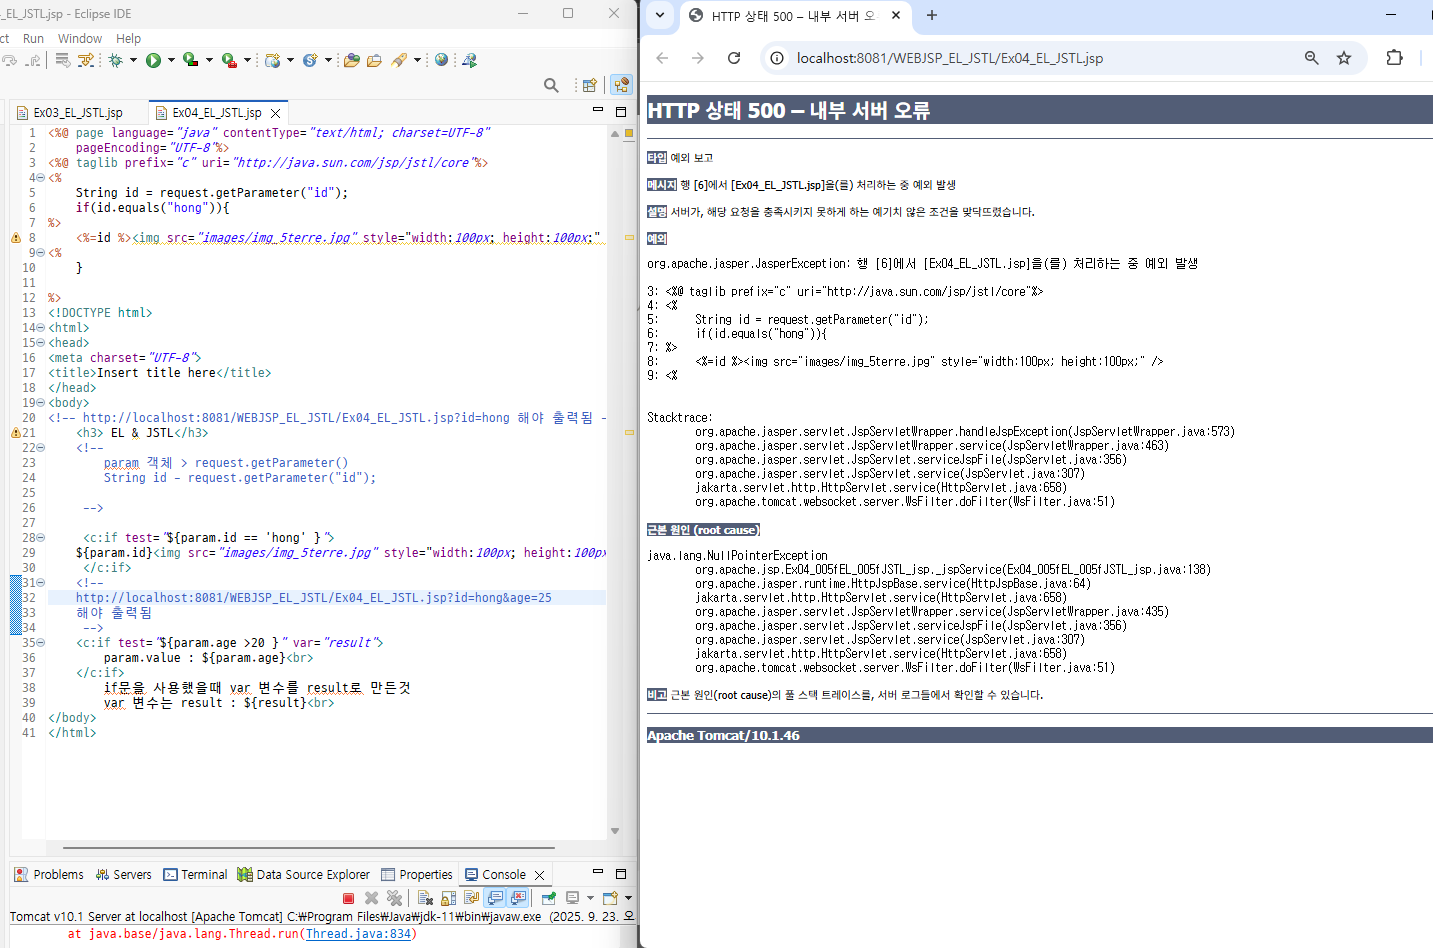 _EL_JSTL.jsp - Eclipse IDE
ct Run Window Help
Ex03_EL_JSTL.jsp Ex04_EL_JSTL.jsp
1 <%@ page language="java" contentType="text/html; charset=UTF-8"
2 pageEncoding="UTF-8"%>
3 <%@ taglib prefix="c" uri="http://java.sun.com/jsp/jstl/core"%>
4 <%
5 String id = request.getParameter("id");
6 if(id.equals("hong")){
7 %>
8 <%=id %><img src="images/img_5terre.jpg" style="width:100px; height:100px;"
9 <%
10 }
11
12 %>
13 <!DOCTYPE html>
14 <html>
15 <head>
16 <meta charset="UTF-8">
17 <title>Insert title here</title>
18 </head>
19 <body>
20 <!-- http://localhost:8081/WEBJSP_EL_JSTL/Ex04_EL_JSTL.jsp?id=hong 해야 출력됨 -
21 <h3> EL & JSTL</h3>
22 <!--
23 param 객체 > request.getParameter()
24 String id - request.getParameter("id");
25
26 -->
27
28 <c:if test="${param.id == 'hong' }">
29 ${param.id}<img src="images/img_5terre.jpg" style="width:100px; height:100px
30 </c:if>
31 <!--
32 http://localhost:8081/WEBJSP_EL_JSTL/Ex04_EL_JSTL.jsp?id=hong&age=25
33 해야 출력됨
34 -->
35 <c:if test="${param.age >20 }" var="result">
36 param.value : ${param.age}<br>
37 </c:if>
38 if문을 사용했을때 var 변수를 result로 만든것
39 var 변수는 result : ${result}<br>
40 </body>
41 </html>
Problems Servers Terminal Data Source Explorer Properties Console
Tomcat v10.1 Server at localhost [Apache Tomcat] C:₩Program Files₩Java₩jdk-11₩bin₩javaw.exe (2025. 9. 23. 오
at java.base/java.lang.Thread.run(Thread.java:834)
HTTP 상태 500 – 내부 서버 오
localhost:8081/WEBJSP_EL_JSTL/Ex04_EL_JSTL.jsp
HTTP 상태 500 – 내부 서버 오류
타입 예외 보고
메시지 행 [6]에서 [Ex04_EL_JSTL.jsp]을(를) 처리하는 중 예외 발생
설명 서버가, 해당 요청을 충족시키지 못하게 하는 예기치 않은 조건을 맞닥뜨렸습니다.
예외
org.apache.jasper.JasperException: 행 [6]에서 [Ex04_EL_JSTL.jsp]을(를) 처리하는 중 예외 발생
3: <%@ taglib prefix="c" uri="http://java.sun.com/jsp/jstl/core"%>
4: <%
5: String id = request.getParameter("id");
6: if(id.equals("hong")){
7: %>
8: <%=id %><img src="images/img_5terre.jpg" style="width:100px; height:100px;" />
9: <%
Stacktrace:
org.apache.jasper.servlet.JspServletWrapper.handleJspException(JspServletWrapper.java:573)
org.apache.jasper.servlet.JspServletWrapper.service(JspServletWrapper.java:463)
org.apache.jasper.servlet.JspServlet.serviceJspFile(JspServlet.java:356)
org.apache.jasper.servlet.JspServlet.service(JspServlet.java:307)
jakarta.servlet.http.HttpServlet.service(HttpServlet.java:658)
org.apache.tomcat.websocket.server.WsFilter.doFilter(WsFilter.java:51)
근본 원인 (root cause)
java.lang.NullPointerException
org.apache.jsp.Ex04_005fEL_005fJSTL_jsp._jspService(Ex04_005fEL_005fJSTL_jsp.java:138)
org.apache.jasper.runtime.HttpJspBase.service(HttpJspBase.java:64)
jakarta.servlet.http.HttpServlet.service(HttpServlet.java:658)
org.apache.jasper.servlet.JspServletWrapper.service(JspServletWrapper.java:435)
org.apache.jasper.servlet.JspServlet.serviceJspFile(JspServlet.java:356)
org.apache.jasper.servlet.JspServlet.service(JspServlet.java:307)
jakarta.servlet.http.HttpServlet.service(HttpServlet.java:658)
org.apache.tomcat.websocket.server.WsFilter.doFilter(WsFilter.java:51)
비고 근본 원인(root cause)의 풀 스택 트레이스를, 서버 로그들에서 확인할 수 있습니다.
Apache Tomcat/10.1.46